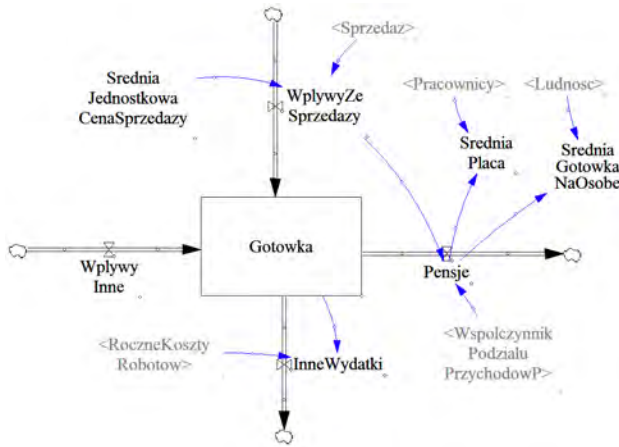 <Sprzedaz>
Srednia
Jednostkowa
CenaSprzedazy
WplywyZe
Sprzedazy
<Pracownicy>
<Ludnosc>
Srednia
Placa
Srednia
Gotowka
NaOsobe
Gotowka
Wplywy
Inne
Pensje
<RoczneKoszty
Robotow>
InneWydatki
<Wspolczynnik
Podzialu
PrzychodowP>